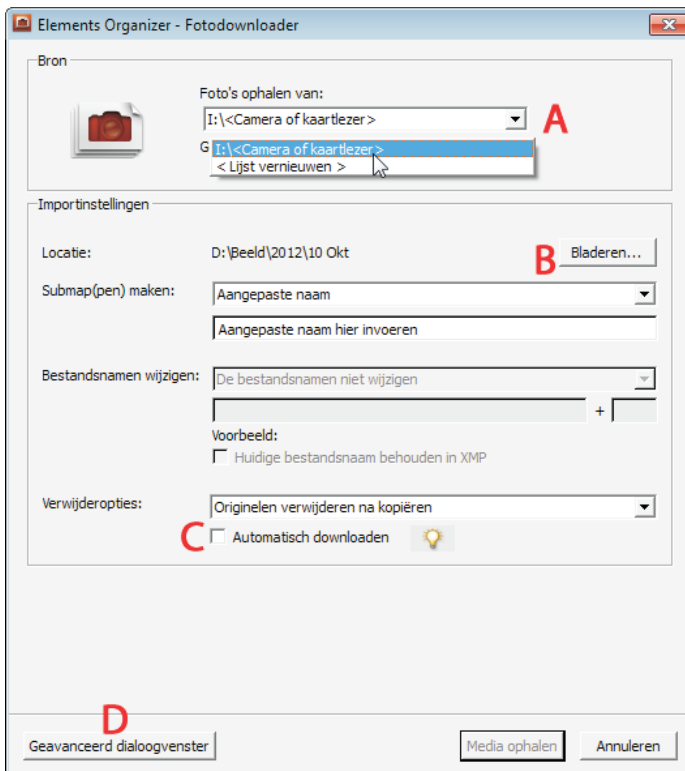 Elements Organizer - Fotodownloader
Bron
Foto's ophalen van:
I:\<Camera of kaartlezer>
A
G
I:\<Camera of kaartlezer>
< Lijst vernieuwen >
Importinstellingen
Locatie: D:\Beeld\2012\10 Okt B Bladeren...
Submap(pen) maken: Aangepaste naam
Aangepaste naam hier invoeren
Bestandsnamen wijzigen: De bestandsnamen niet wijzigen
+
Voorbeeld:
Huidige bestandsnaam behouden in XMP
Verwijderopties: Originelen verwijderen na kopiëren
C Automatisch downloaden
D
Geavanceerd dialoogvenster Media ophalen Annuleren